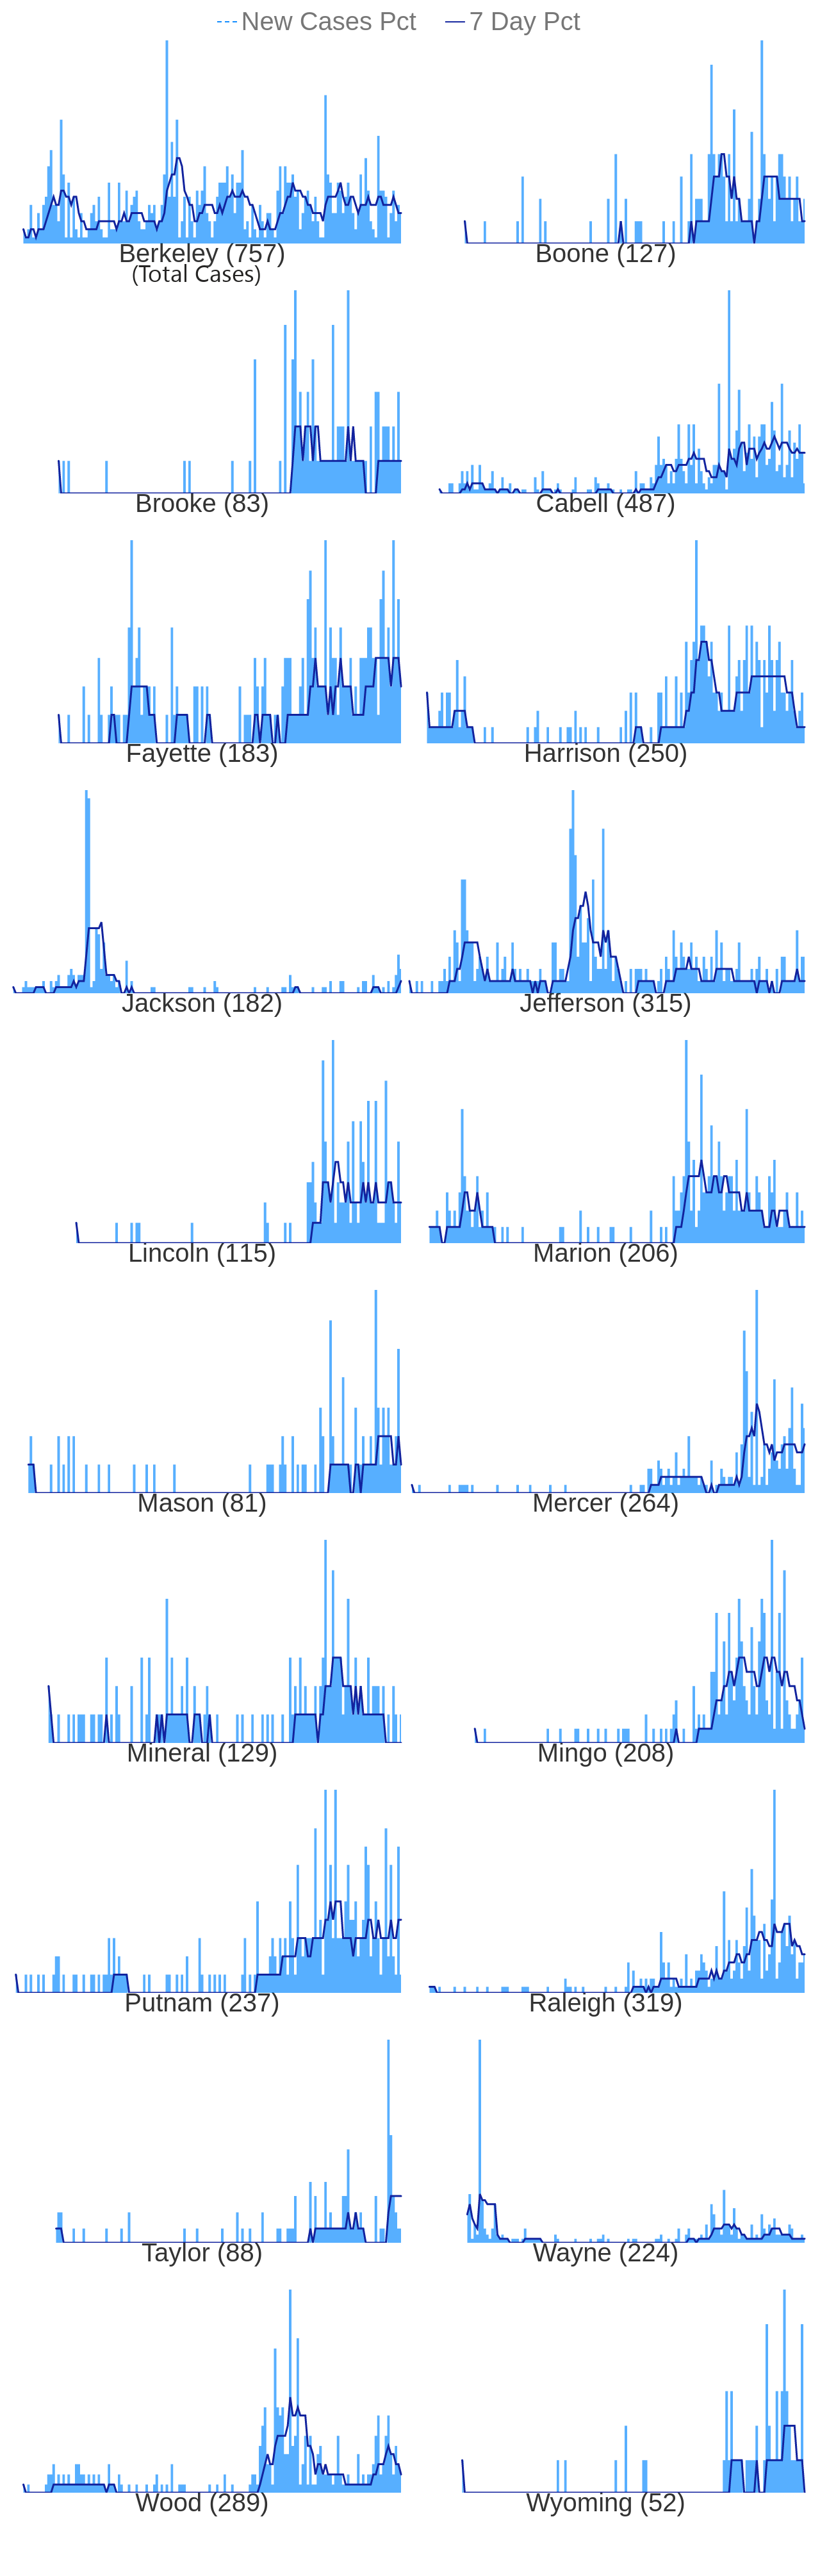 New Cases Pct 7 Day Pct
Berkeley (757) Boone (127)
(Total Cases)
Brooke (83) Cabell (487)
Fayette (183) Harrison (250)
Jackson (182) Jefferson (315)
Lincoln (115) Marion (206)
Mason (81) Mercer (264)
Mineral (129) Mingo (208)
Putnam (237) Raleigh (319)
Taylor (88) Wayne (224)
Wood (289) Wyoming (52)